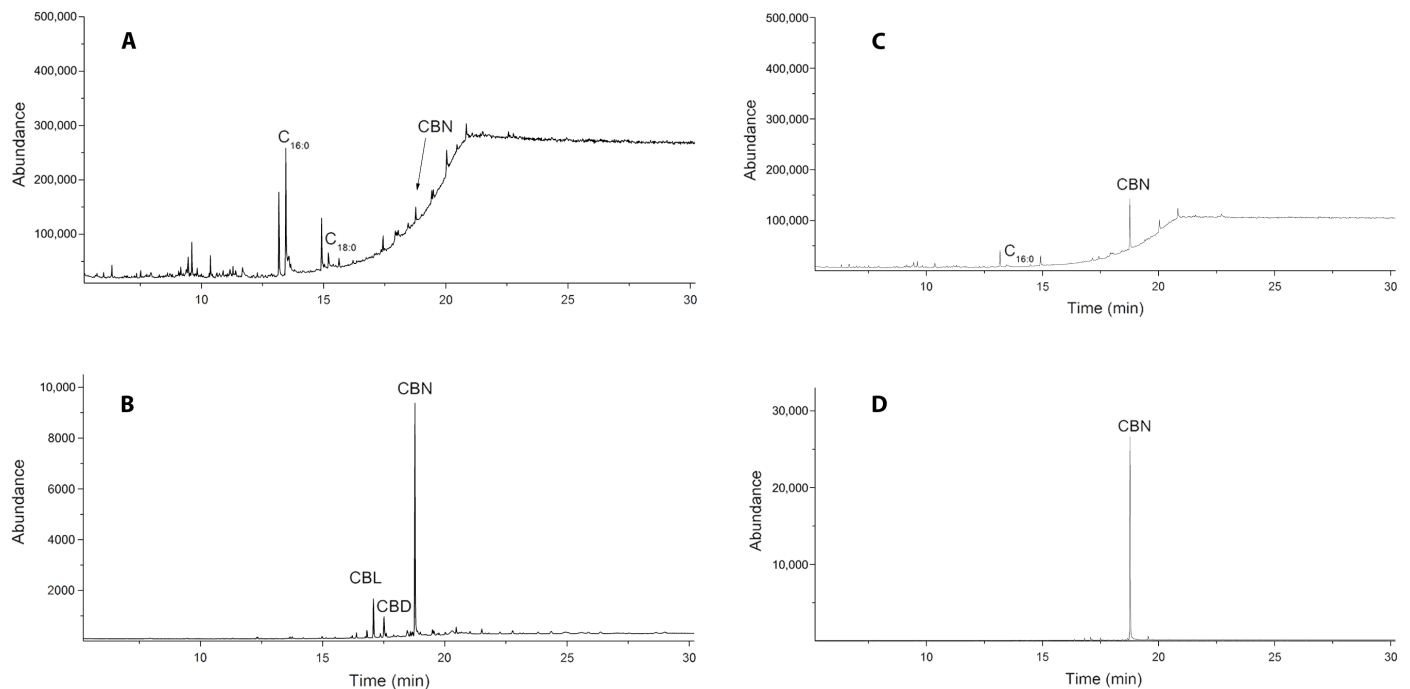 A
Abundance
500,000
400,000
300,000
200,000
100,000
C16:0
C18:0
CBN
10 15 20 25 30
C
Abundance
500,000
400,000
300,000
200,000
100,000
CBN
C16:0
10 15 20 25 30
Time (min)
B
Abundance
10,000
8000
6000
4000
2000
CBN
CBL
CBD
10 15 20 25 30
Time (min)
D
Abundance
30,000
20,000
10,000
CBN
10 15 20 25 30
Time (min)